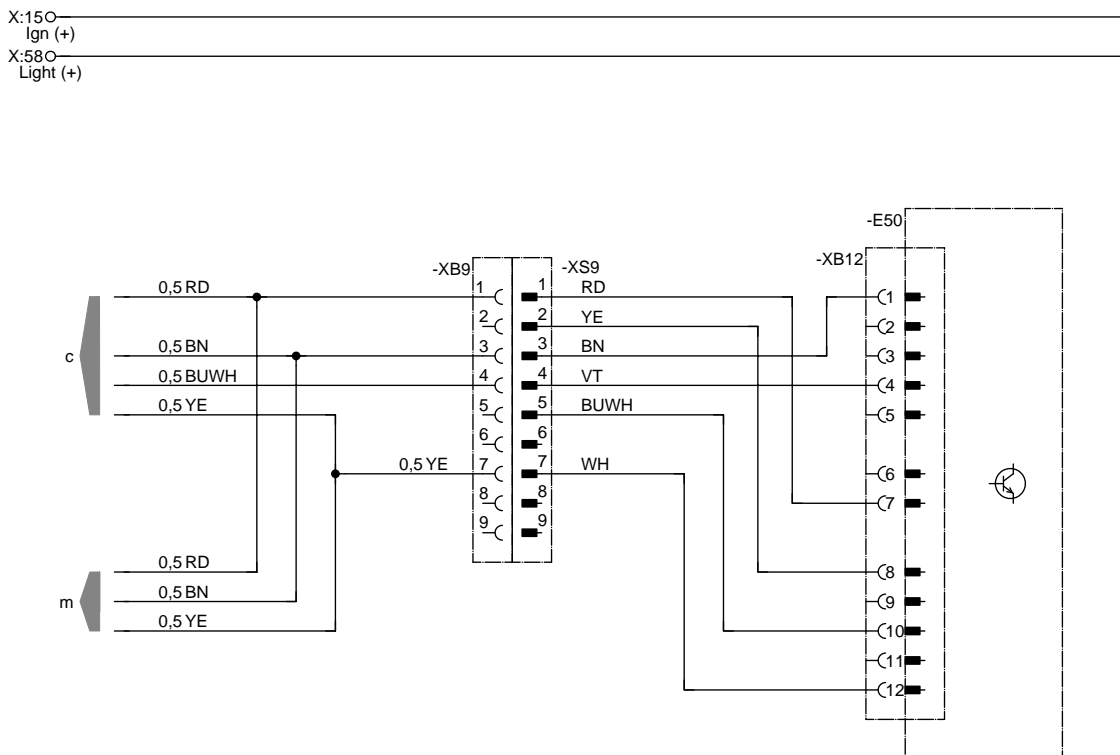 X:15
Ign (+)
X:58
Light (+)
-E50
-XB9 -XS9 -XB12
0,5 RD 1 1 RD 1
2 2 YE 2
c 0,5 BN 3 3 BN 3
0,5 BUWH 4 4 VT 4
0,5 YE 5 5 BUWH 5
6 6
0,5 YE 7 7 WH 6
8 8 7
9 9
0,5 RD 8
m 0,5 BN 9
0,5 YE 10
11
12